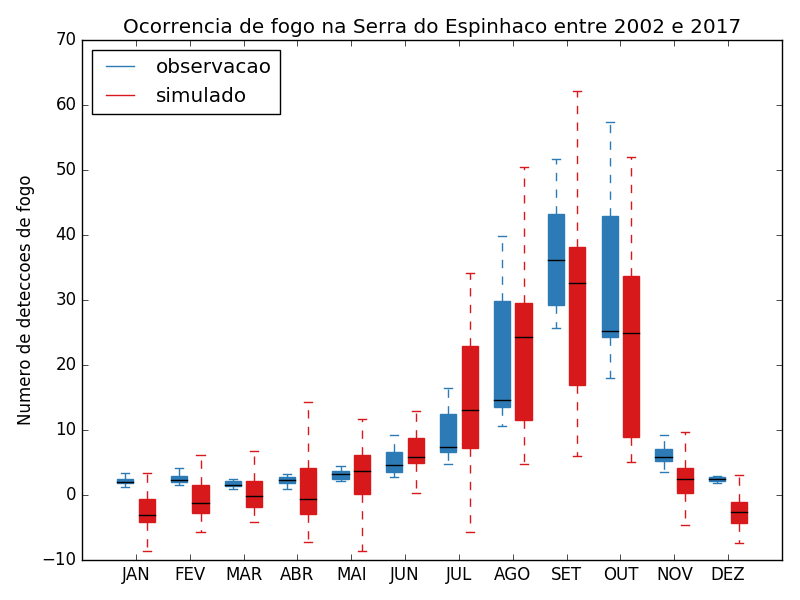 Ocorrencia de fogo na Serra do Espinhaco entre 2002 e 2017
observacao
simulado
Numero de deteccoes de fogo
70
60
50
40
30
20
10
0
−10
JAN FEV MAR ABR MAI JUN JUL AGO SET OUT NOV DEZ